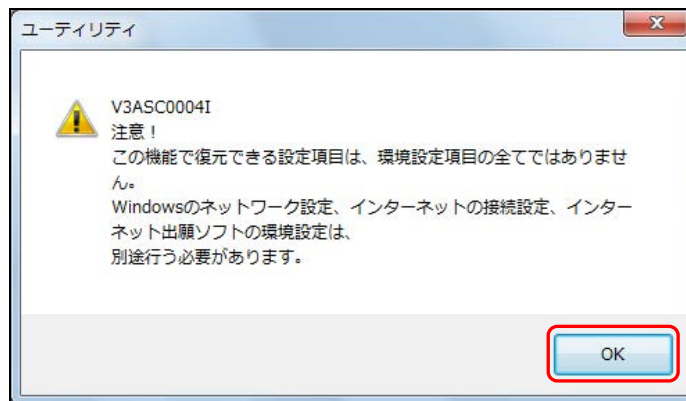 ユーティリティ
V3ASC0004I
注意！
この機能で復元できる設定項目は、環境設定項目の全てではありませ
ん。
Windowsのネットワーク設定、インターネットの接続設定、インター
ネット出願ソフトの環境設定は、
別途行う必要があります。
OK